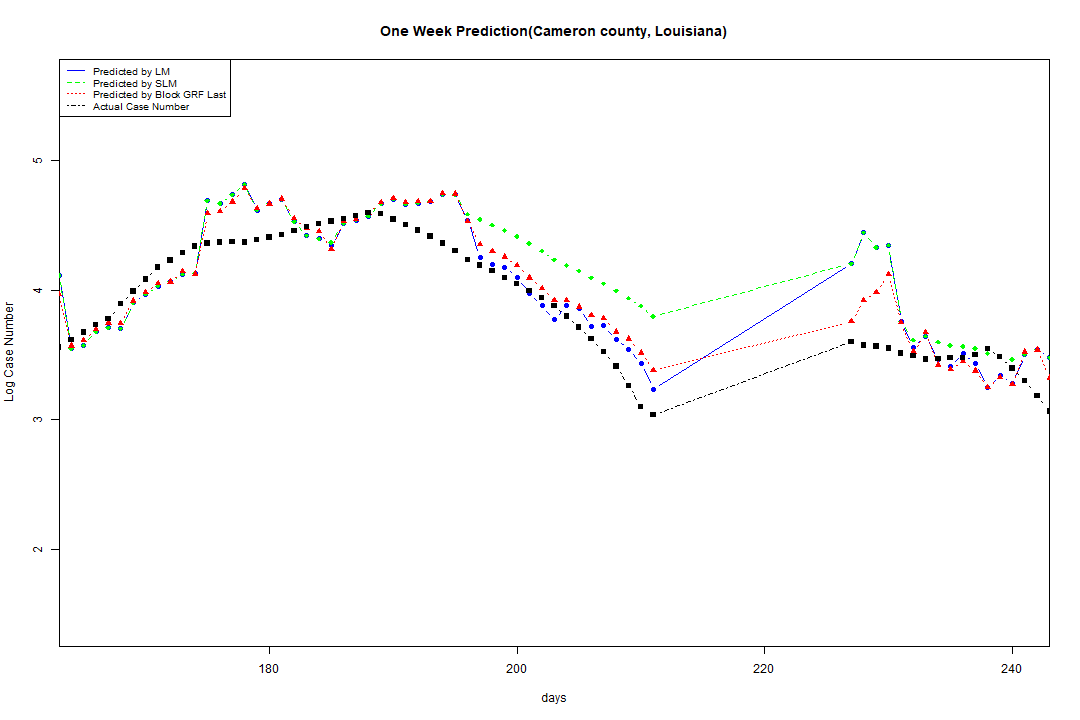 One Week Prediction(Cameron county, Louisiana)
Predicted by LM
Predicted by SLM
Predicted by Block GRF Last
Actual Case Number
5
4
3
2
Log Case Number
180
200
220
240
days